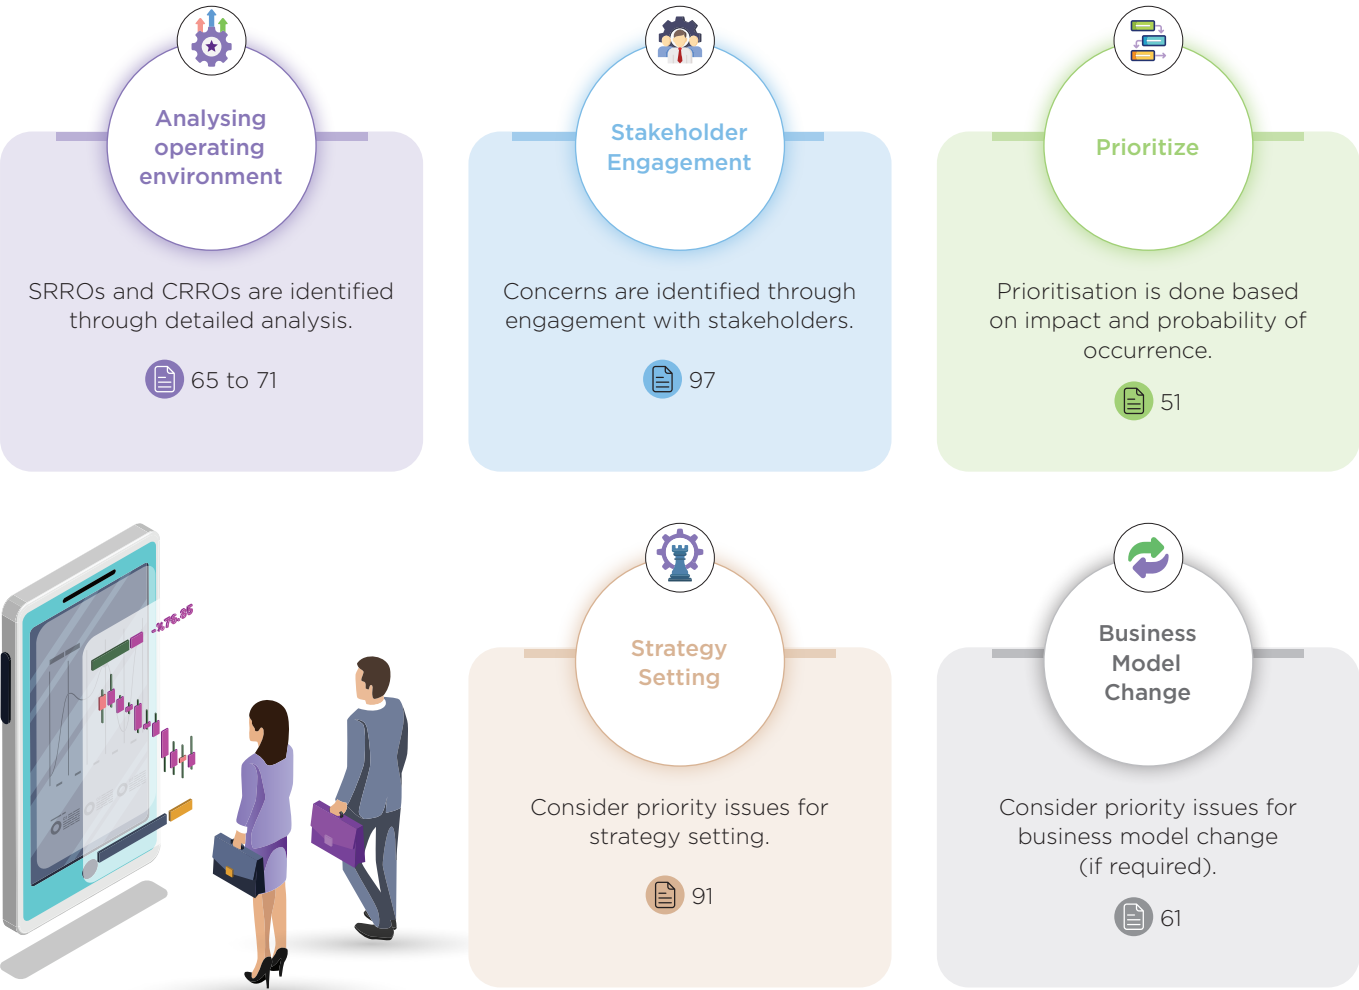 Analysing
operating
environment
SRROs and CRROs are identified
through detailed analysis.
65 to 71
Stakeholder
Engagement
Concerns are identified through
engagement with stakeholders.
97
Prioritize
Prioritisation is done based
on impact and probability of
occurrence.
51
-%76.85
Strategy
Setting
Consider priority issues for
strategy setting.
91
Business
Model
Change
Consider priority issues for
business model change
(if required).
61